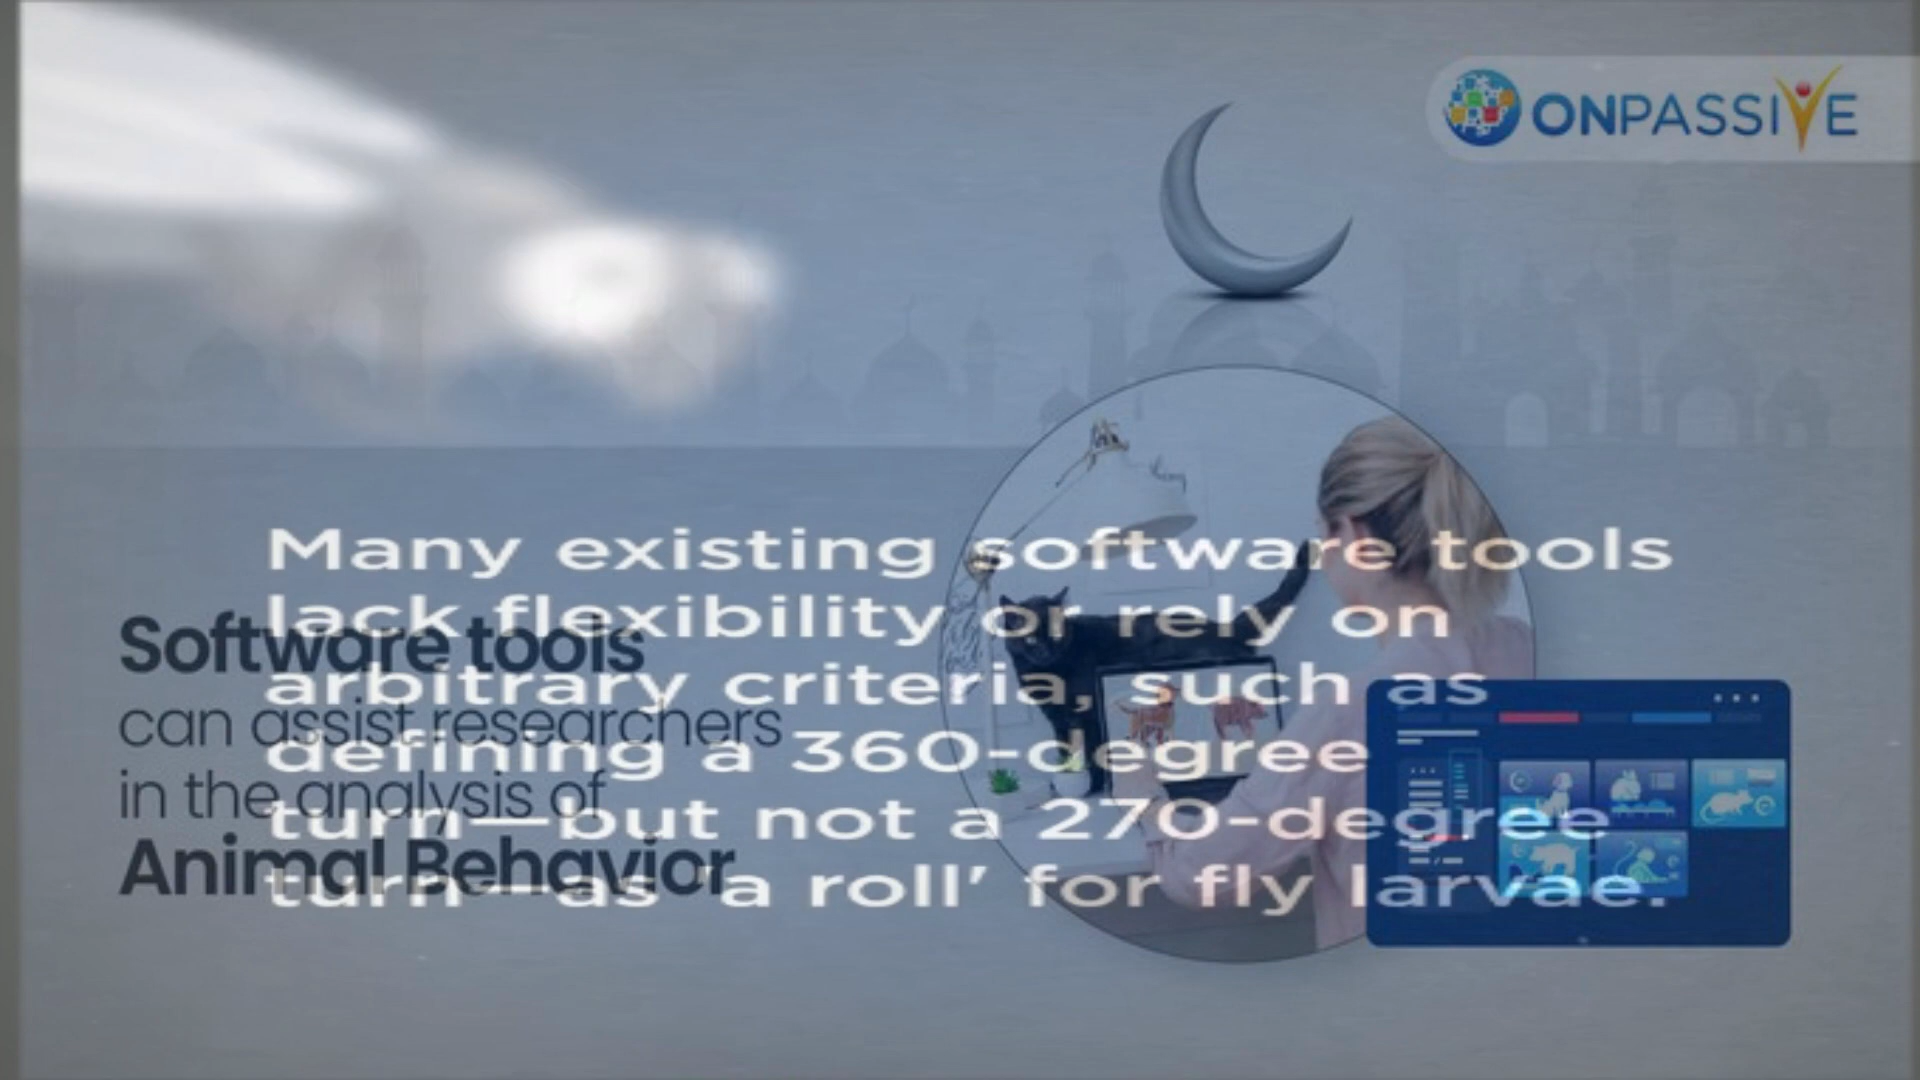 ONPASSIVE
Many existing software tools
lack flexibility or rely on
arbitrary criteria, such as
defining a 360-degree
turn—but not a 270-degree
turn—as 'a roll' for fly larvae.
Software tools
can assist researchers
in the analysis of
Animal Behavior